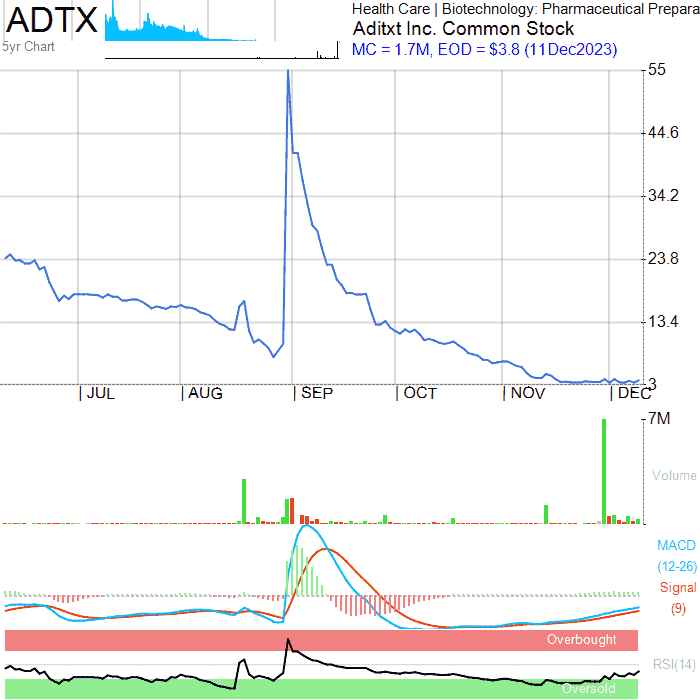 ADTX
5yr Chart
Health Care | Biotechnology: Pharmaceutical Prepara
Aditxt Inc. Common Stock
MC = 1.7M, EOD = $3.8 (11Dec2023)
55
44.6
34.2
23.8
13.4
3
JUL
AUG
SEP
OCT
NOV
DEC
7M
Volume
MACD
(12-26)
Signal
(9)
Overbought
RSI(14)
Oversold